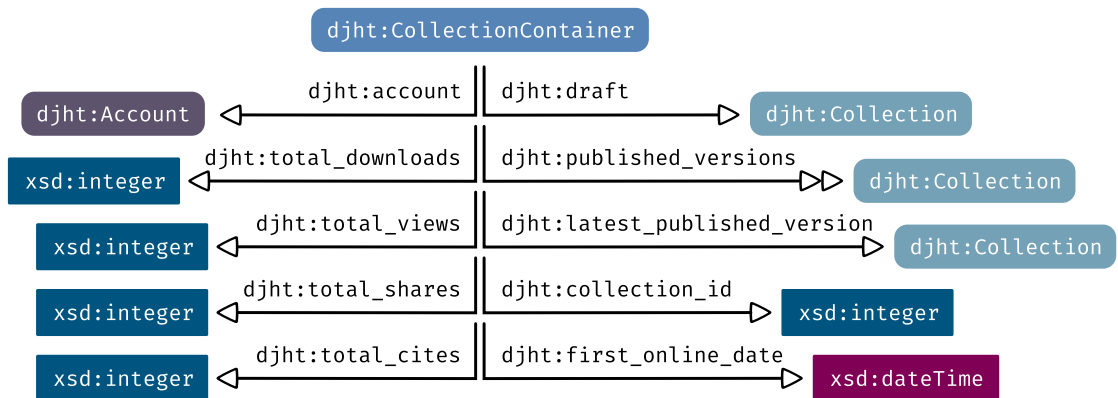 djht:CollectionContainer
djht:account djht:draft
djht:Account djht:Collection
djht:total_downloads djht:published_versions
xsd:integer djht:Collection
djht:total_views djht:latest_published_version
xsd:integer djht:Collection
djht:total_shares djht:collection_id
xsd:integer xsd:integer
djht:total_cites djht:first_online_date
xsd:integer xsd:dateTime